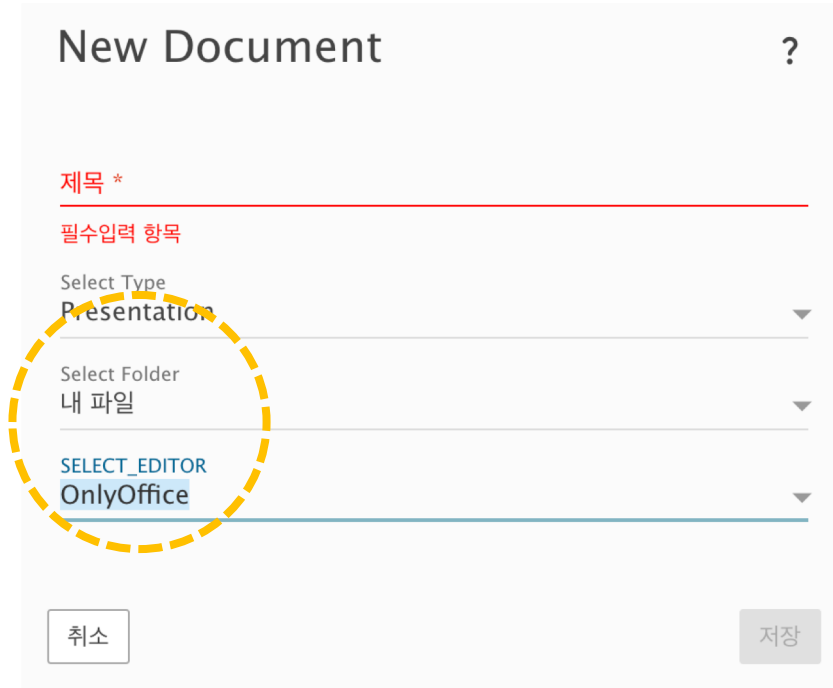 New Document
?
제목 *
필수입력 항목
Select Type
Presentation
Select Folder
내 파일
SELECT_EDITOR
OnlyOffice
취소
저장